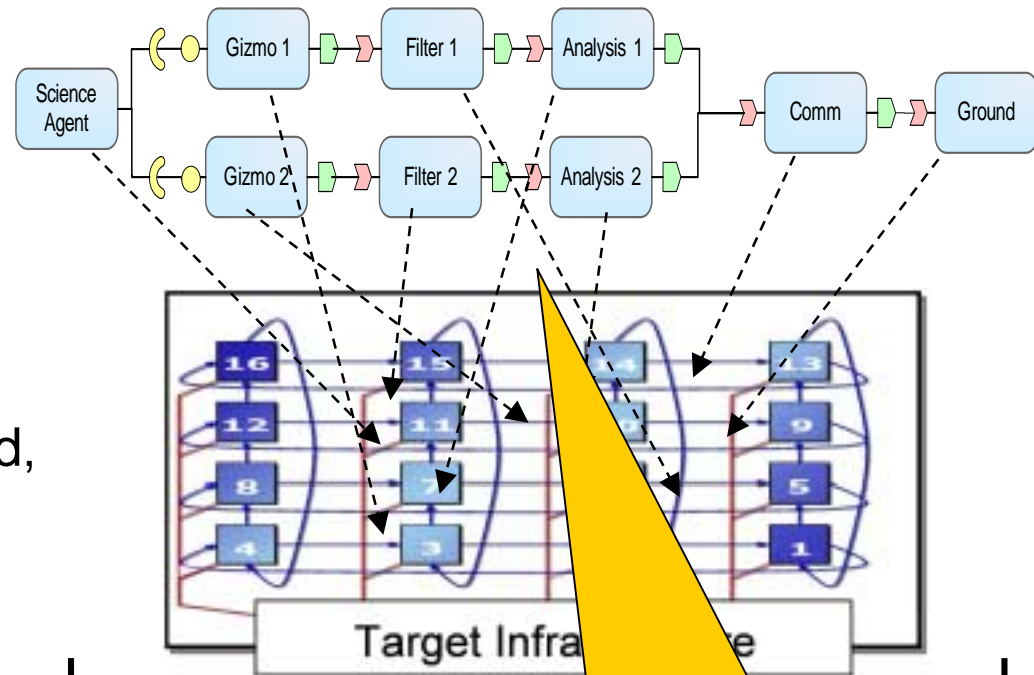 Gizmo 1
Filter 1
Analysis 1
Science
Agent
Comm
Ground
Gizmo 2
Filter 2
Analysis 2
16
15
14
13
12
11
9
d,
8
7
5
4
3
1
Target Infra